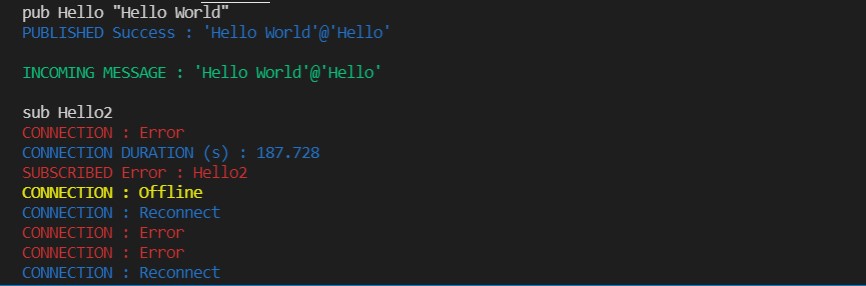 pub Hello "Hello World"
PUBLISHED Success : 'Hello World'@'Hello'
INCOMING MESSAGE : 'Hello World'@'Hello'
sub Hello2
CONNECTION : Error
CONNECTION DURATION (s) : 187.728
SUBSCRIBED Error : Hello2
CONNECTION : Offline
CONNECTION : Reconnect
CONNECTION : Error
CONNECTION : Error
CONNECTION : Reconnect